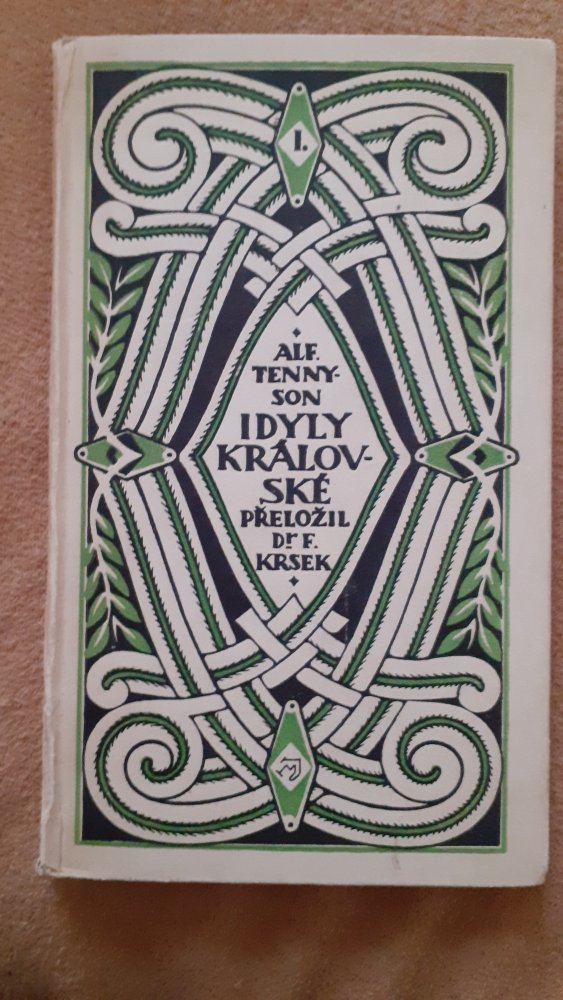 I.
ALF.
TENNY-
SON
IDYLY
KRÁLOV-
SKÉ
PŘELOŽIL
Dr F.
KRSEK